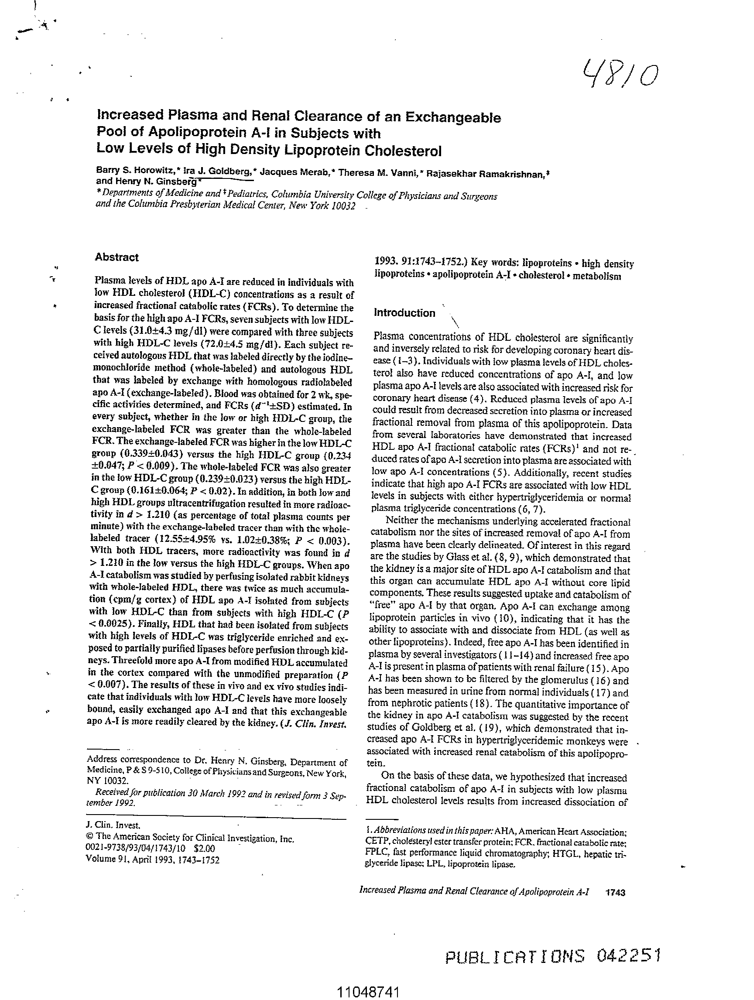 4810
Increased Plasma and Renal Clearance of an Exchangeable
Pool of Apolipoprotein A-I in Subjects with
Low Levels of High Density Lipoprotein Cholesterol
Barry S. Horowitz,* Ira J. Goldberg,* Jacques Merab,* Theresa M. Vanni,* Rajasekhar Ramakrishnan,‡
and Henry N. Ginsberg*
*Departments of Medicine and ‡Pediatrics, Columbia University College of Physicians and Surgeons
and the Columbia Presbyterian Medical Center, New York 10032
Abstract
Plasma levels of HDL apo A-I are reduced in individuals with
low HDL cholesterol (HDL-C) concentrations as a result of
increased fractional catabolic rates (FCRs). To determine the
basis for the high apo A-I FCRs, seven subjects with low HDL-
C levels (31.0±4.3 mg/dl) were compared with three subjects
with high HDL-C levels (72.0±4.5 mg/dl). Each subject re-
ceived autologous HDL that was labeled directly by the iodine-
monochloride method (whole-labeled) and autologous HDL
that was labeled by exchange with homologous radiolabeled
apo A-I (exchange-labeled). Blood was obtained for 2 wk, spe-
cific activities determined, and FCRs (d⁻¹±SD) estimated. In
every subject, whether in the low or high HDL-C group, the
exchange-labeled FCR was greater than the whole-labeled
FCR. The exchange-labeled FCR was higher in the low HDL-C
group (0.339±0.043) versus the high HDL-C group (0.234
±0.047; P < 0.009). The whole-labeled FCR was also greater
in the low HDL-C group (0.239±0.023) versus the high HDL-
C group (0.161±0.064; P < 0.02). In addition, in both low and
high HDL groups ultracentrifugation resulted in more radioac-
tivity in d > 1.210 (as percentage of total plasma counts per
minute) with the exchange-labeled tracer than with the whole-
labeled tracer (12.55±4.95% vs. 1.02±0.38%; P < 0.003).
With both HDL tracers, more radioactivity was found in d
> 1.210 in the low versus the high HDL-C groups. When apo
A-I catabolism was studied by perfusing isolated rabbit kidneys
with whole-labeled HDL, there was twice as much accumula-
tion (cpm/g cortex) of HDL apo A-I isolated from subjects
with low HDL-C than from subjects with high HDL-C (P
< 0.0025). Finally, HDL that had been isolated from subjects
with high levels of HDL-C was triglyceride enriched and ex-
posed to partially purified lipases before perfusion through kid-
neys. Threefold more apo A-I from modified HDL accumulated
in the cortex compared with the unmodified preparation (P
< 0.007). The results of these in vivo and ex vivo studies indi-
cate that individuals with low HDL-C levels have more loosely
bound, easily exchanged apo A-I and that this exchangeable
apo A-I is more readily cleared by the kidney. (J. Clin. Invest.
Address correspondence to Dr. Henry N. Ginsberg, Department of
Medicine, P & S 9-510, College of Physicians and Surgeons, New York,
NY 10032.
Received for publication 30 March 1992 and in revised form 3 Sep-
tember 1992.
J. Clin. Invest.
© The American Society for Clinical Investigation, Inc.
0021-9738/93/04/1743/10 $2.00
Volume 91, April 1993, 1743–1752
1993. 91:1743–1752.) Key words: lipoproteins • high density
lipoproteins • apolipoprotein A-I • cholesterol • metabolism
Introduction
Plasma concentrations of HDL cholesterol are significantly
and inversely related to risk for developing coronary heart dis-
ease (1–3). Individuals with low plasma levels of HDL choles-
terol also have reduced concentrations of apo A-I, and low
plasma apo A-I levels are also associated with increased risk for
coronary heart disease (4). Reduced plasma levels of apo A-I
could result from decreased secretion into plasma or increased
fractional removal from plasma of this apolipoprotein. Data
from several laboratories have demonstrated that increased
HDL apo A-I fractional catabolic rates (FCRs)¹ and not re-
duced rates of apo A-I secretion into plasma are associated with
low apo A-I concentrations (5). Additionally, recent studies
indicate that high apo A-I FCRs are associated with low HDL
levels in subjects with either hypertriglyceridemia or normal
plasma triglyceride concentrations (6, 7).
Neither the mechanisms underlying accelerated fractional
catabolism nor the sites of increased removal of apo A-I from
plasma have been clearly delineated. Of interest in this regard
are the studies by Glass et al. (8, 9), which demonstrated that
the kidney is a major site of HDL apo A-I catabolism and that
this organ can accumulate HDL apo A-I without core lipid
components. These results suggested uptake and catabolism of
"free" apo A-I by that organ. Apo A-I can exchange among
lipoprotein particles in vivo (10), indicating that it has the
ability to associate with and dissociate from HDL (as well as
other lipoproteins). Indeed, free apo A-I has been identified in
plasma by several investigators (11–14) and increased free apo
A-I is present in plasma of patients with renal failure (15). Apo
A-I has been shown to be filtered by the glomerulus (16) and
has been measured in urine from normal individuals (17) and
from nephrotic patients (18). The quantitative importance of
the kidney in apo A-I catabolism was suggested by the recent
studies of Goldberg et al. (19), which demonstrated that in-
creased apo A-I FCRs in hypertriglyceridemic monkeys were
associated with increased renal catabolism of this apolipopro-
tein.
On the basis of these data, we hypothesized that increased
fractional catabolism of apo A-I in subjects with low plasma
HDL cholesterol levels results from increased dissociation of
1. Abbreviations used in this paper: AHA, American Heart Association;
CETP, cholesteryl ester transfer protein; FCR, fractional catabolic rate;
FPLC, fast performance liquid chromatography; HTGL, hepatic tri-
glyceride lipase; LPL, lipoprotein lipase.
Increased Plasma and Renal Clearance of Apolipoprotein A-I 1743
PUBLICATIONS 042251
11048741